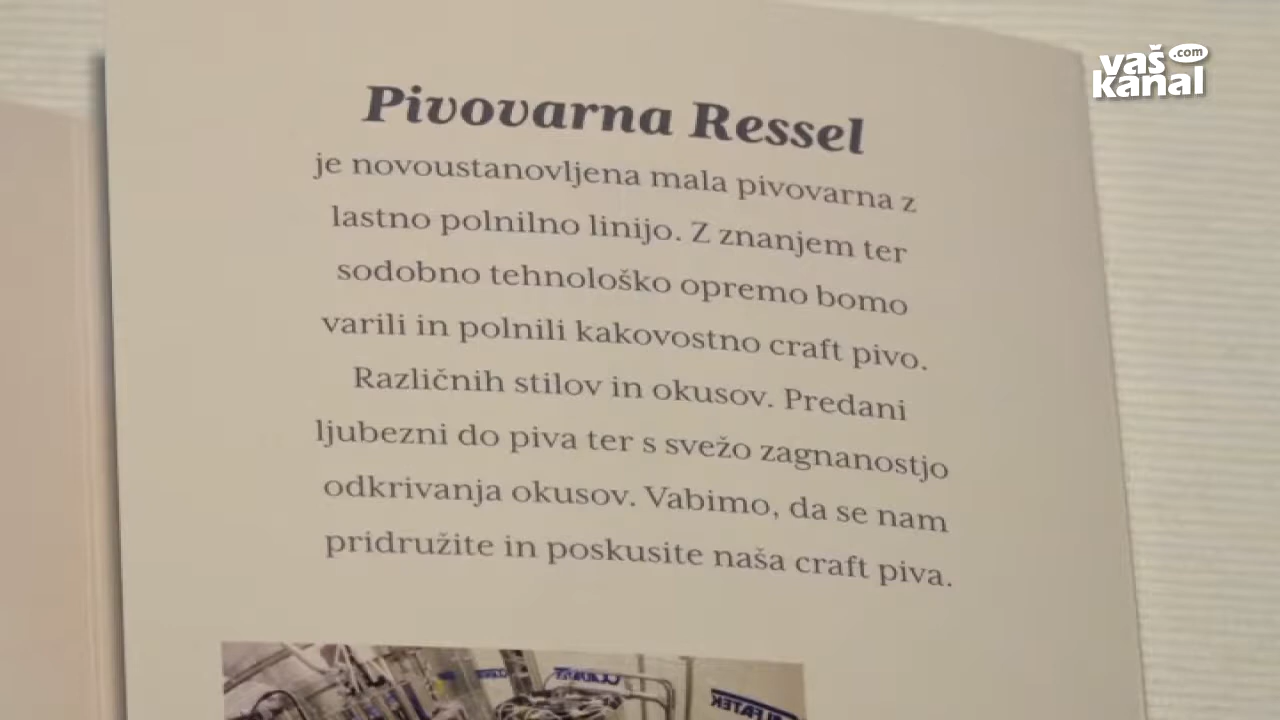 vaš
.com
kanal
Pivovarna Ressel
je novoustanovljena mala pivovarna z
lastno polnilno linijo. Z znanjem ter
sodobno tehnološko opremo bomo
varili in polnili kakovostno craft pivo.
Različnih stilov in okusov. Predani
ljubezni do piva ter s svežo zagnanostjo
odkrivanja okusov. Vabimo, da se nam
pridružite in poskusite naša craft piva.